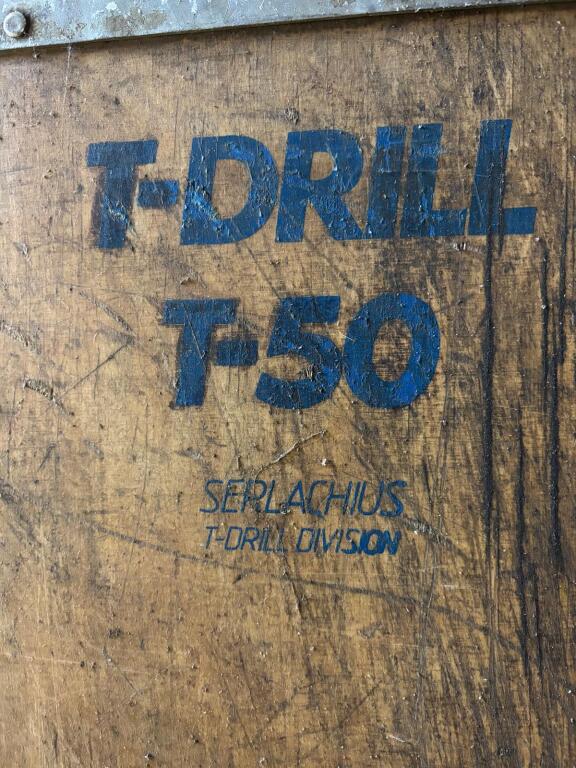 T-DRILL
T-50
SERLACHIUS
T-DRILL DIVISION